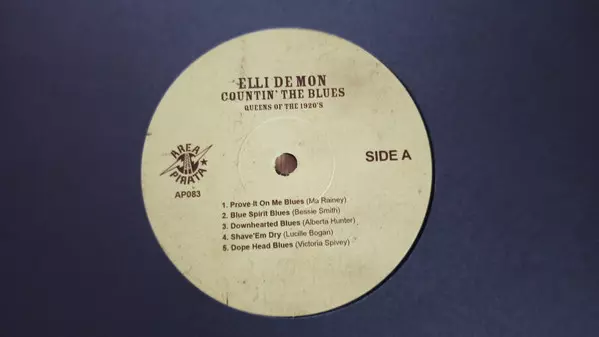 ELLI DE MON
COUNTIN' THE BLUES
QUEENS OF THE 1920'S
AREA
PIRATA
AP083
SIDE A
1. Prove It On Me Blues (Ma Rainey)
2. Blue Spirit Blues (Bessie Smith)
3. Downhearted Blues (Alberta Hunter)
4. Shave'Em Dry (Lucille Bogan)
5. Dope Head Blues (Victoria Spivey)